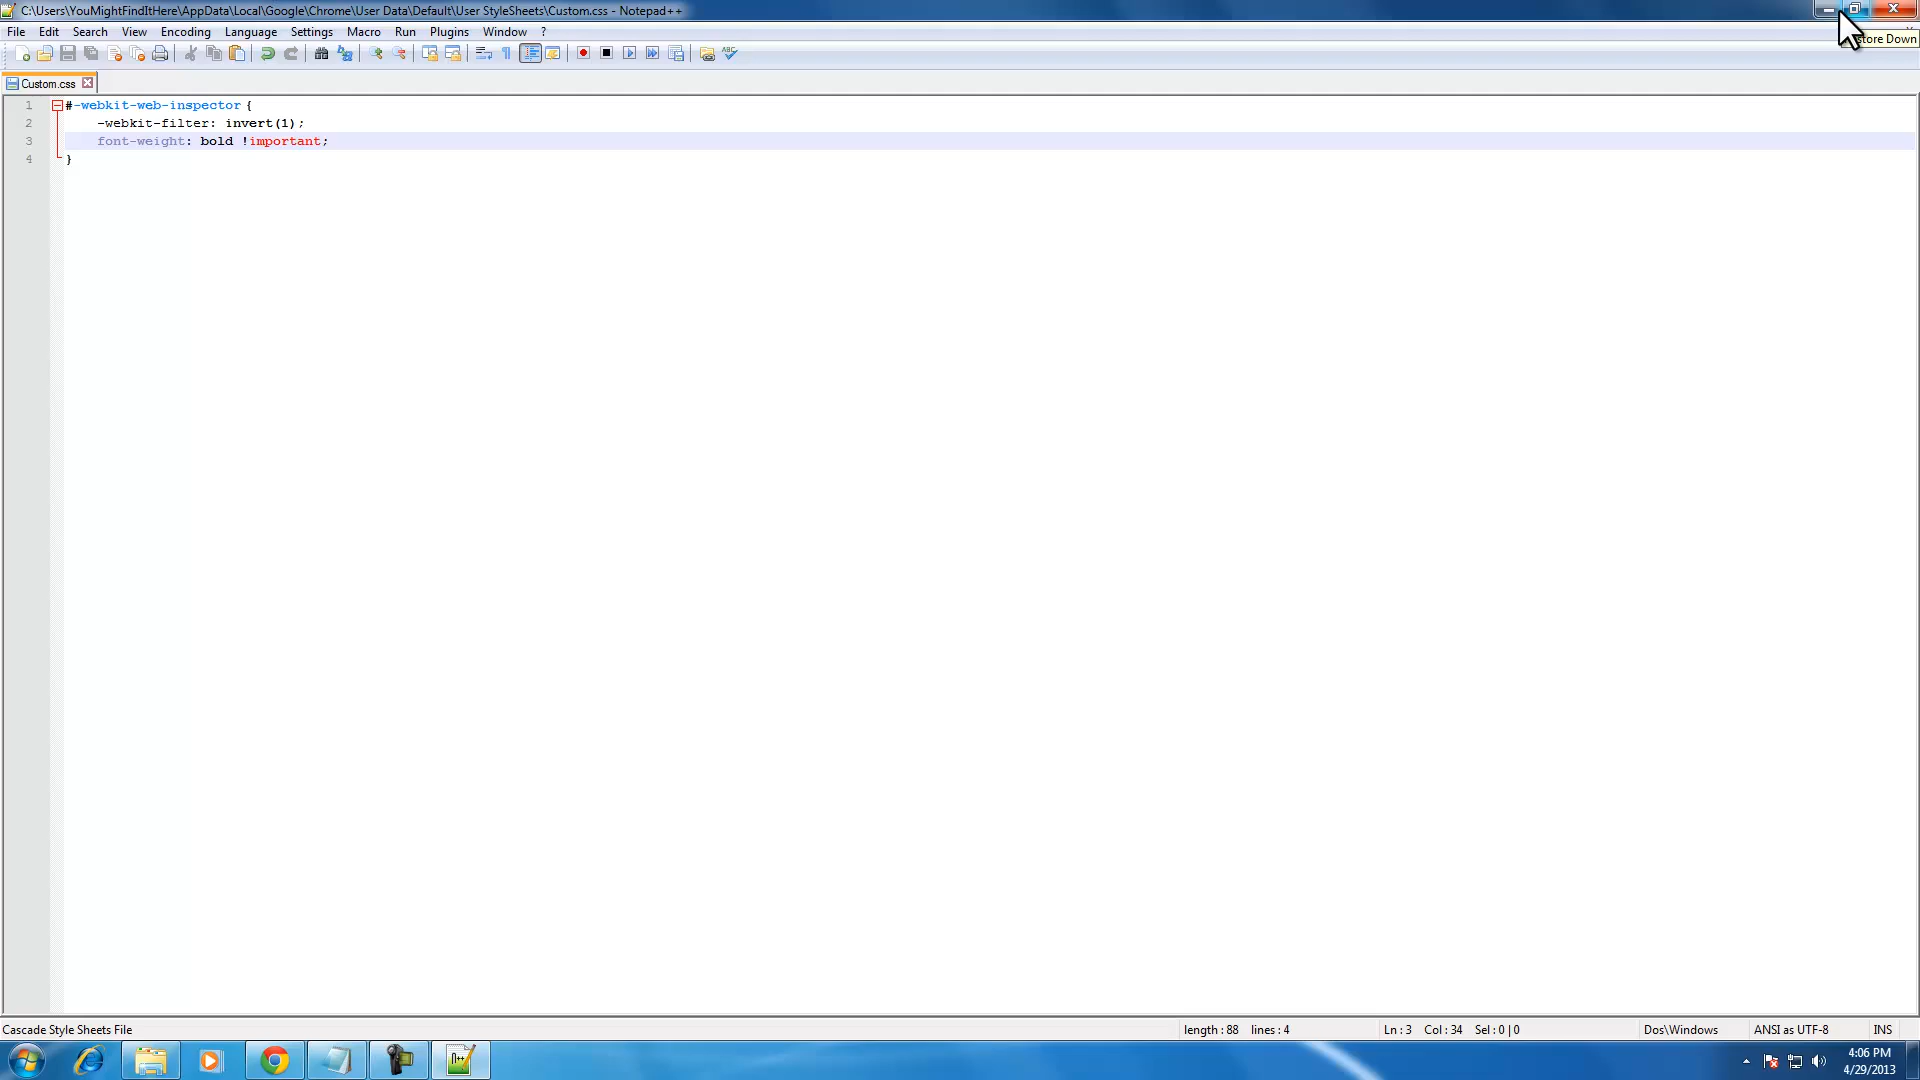 C:\Users\YouMightFindItHere\AppData\Local\Google\Chrome\User Data\Default\User StyleSheets\Custom.css - Notepad++
File Edit Search View Encoding Language Settings Macro Run Plugins Window ?
store Down
Custom.css
1 #-webkit-web-inspector {
2 -webkit-filter: invert(1);
3 font-weight: bold !important;
4 }
Cascade Style Sheets File length : 88 lines : 4 Ln : 3 Col : 34 Sel : 0 | 0 Dos\Windows ANSI as UTF-8 INS
4:06 PM
4/29/2013